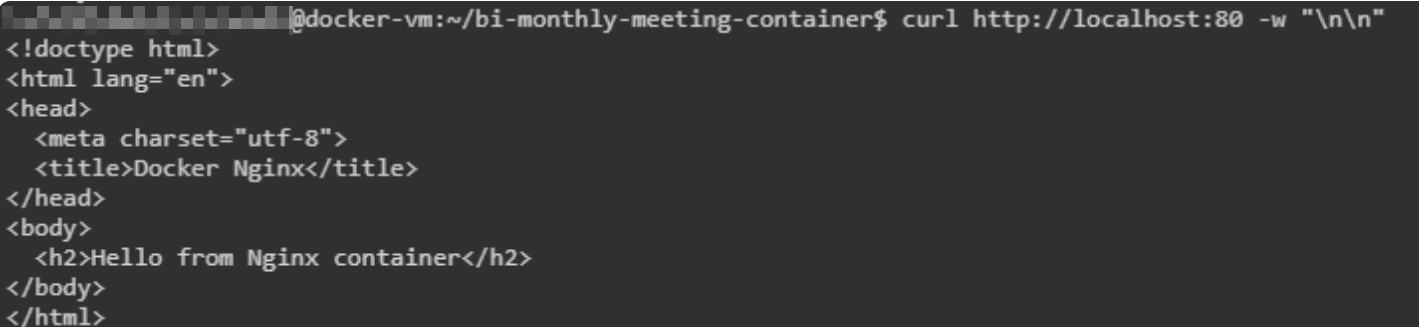 @docker-vm:~/bi-monthly-meeting-container$ curl http://localhost:80 -w "\n\n"
<!doctype html>
<html lang="en">
<head>
  <meta charset="utf-8">
  <title>Docker Nginx</title>
</head>
<body>
  <h2>Hello from Nginx container</h2>
</body>
</html>